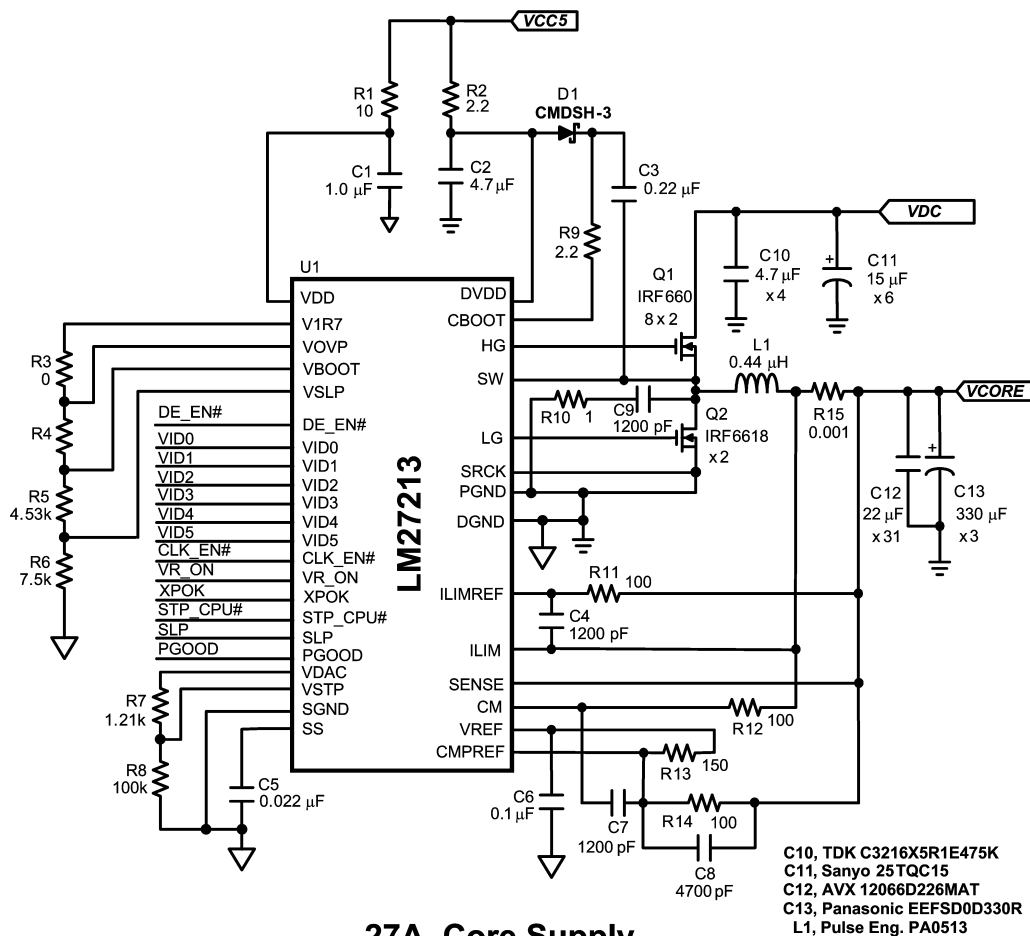 VCC5
R1
10
R2
2.2
D1
CMDSH-3
C1
1.0 µF
C2
4.7 µF
C3
0.22 µF
VDC
R9
2.2
C10
4.7 µF
x 4
C11
15 µF
x 6
+
Q1
IRF660
8 x 2
U1
VDD
V1R7
VOVP
VBOOT
VSLP
DE_EN#
VID0
VID1
VID2
VID3
VID4
VID5
CLK_EN#
VR_ON
XPOK
STP_CPU#
SLP
PGOOD
VDAC
VSTP
SGND
SS
LM27213
DVDD
CBOOT
HG
SW
LG
SRCK
PGND
DGND
ILIMREF
ILIM
SENSE
CM
VREF
CMPREF
R3
0
R4
R5
4.53k
R6
7.5k
DE_EN#
VID0
VID1
VID2
VID3
VID4
VID5
CLK_EN#
VR_ON
XPOK
STP_CPU#
SLP
PGOOD
R7
1.21k
R8
100k
C5
0.022 µF
L1
0.44 µH
R15
0.001
VCORE
R10
1
C9
1200 pF
Q2
IRF6618
x 2
C12
22 µF
x 31
+
C13
330 µF
x 3
R11
100
C4
1200 pF
R12
100
R13
150
C6
0.1 µF
C7
1200 pF
R14
100
C8
4700 pF
C10, TDK C3216X5R1E475K
C11, Sanyo 25TQC15
C12, AVX 12066D226MAT
C13, Panasonic EEFSD0D330R
L1, Pulse Eng. PA0513
27A Core Supply